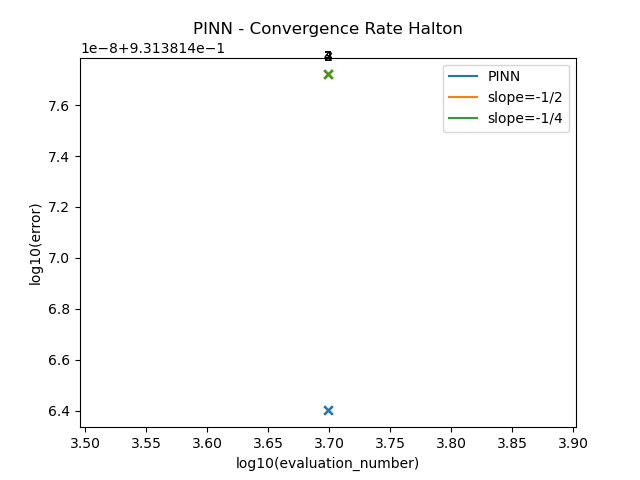 PINN - Convergence Rate Halton
1e−8+9.313814e−1
PINN
slope=-1/2
slope=-1/4
7.6
7.4
7.2
7.0
6.8
6.6
6.4
log10(error)
3.50 3.55 3.60 3.65 3.70 3.75 3.80 3.85 3.90
log10(evaluation_number)